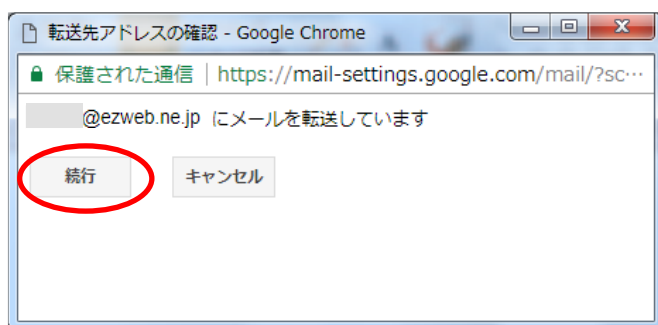 転送先アドレスの確認 - Google Chrome
保護された通信 | https://mail-settings.google.com/mail/?sc…
@ezweb.ne.jp にメールを転送しています
続行 キャンセル